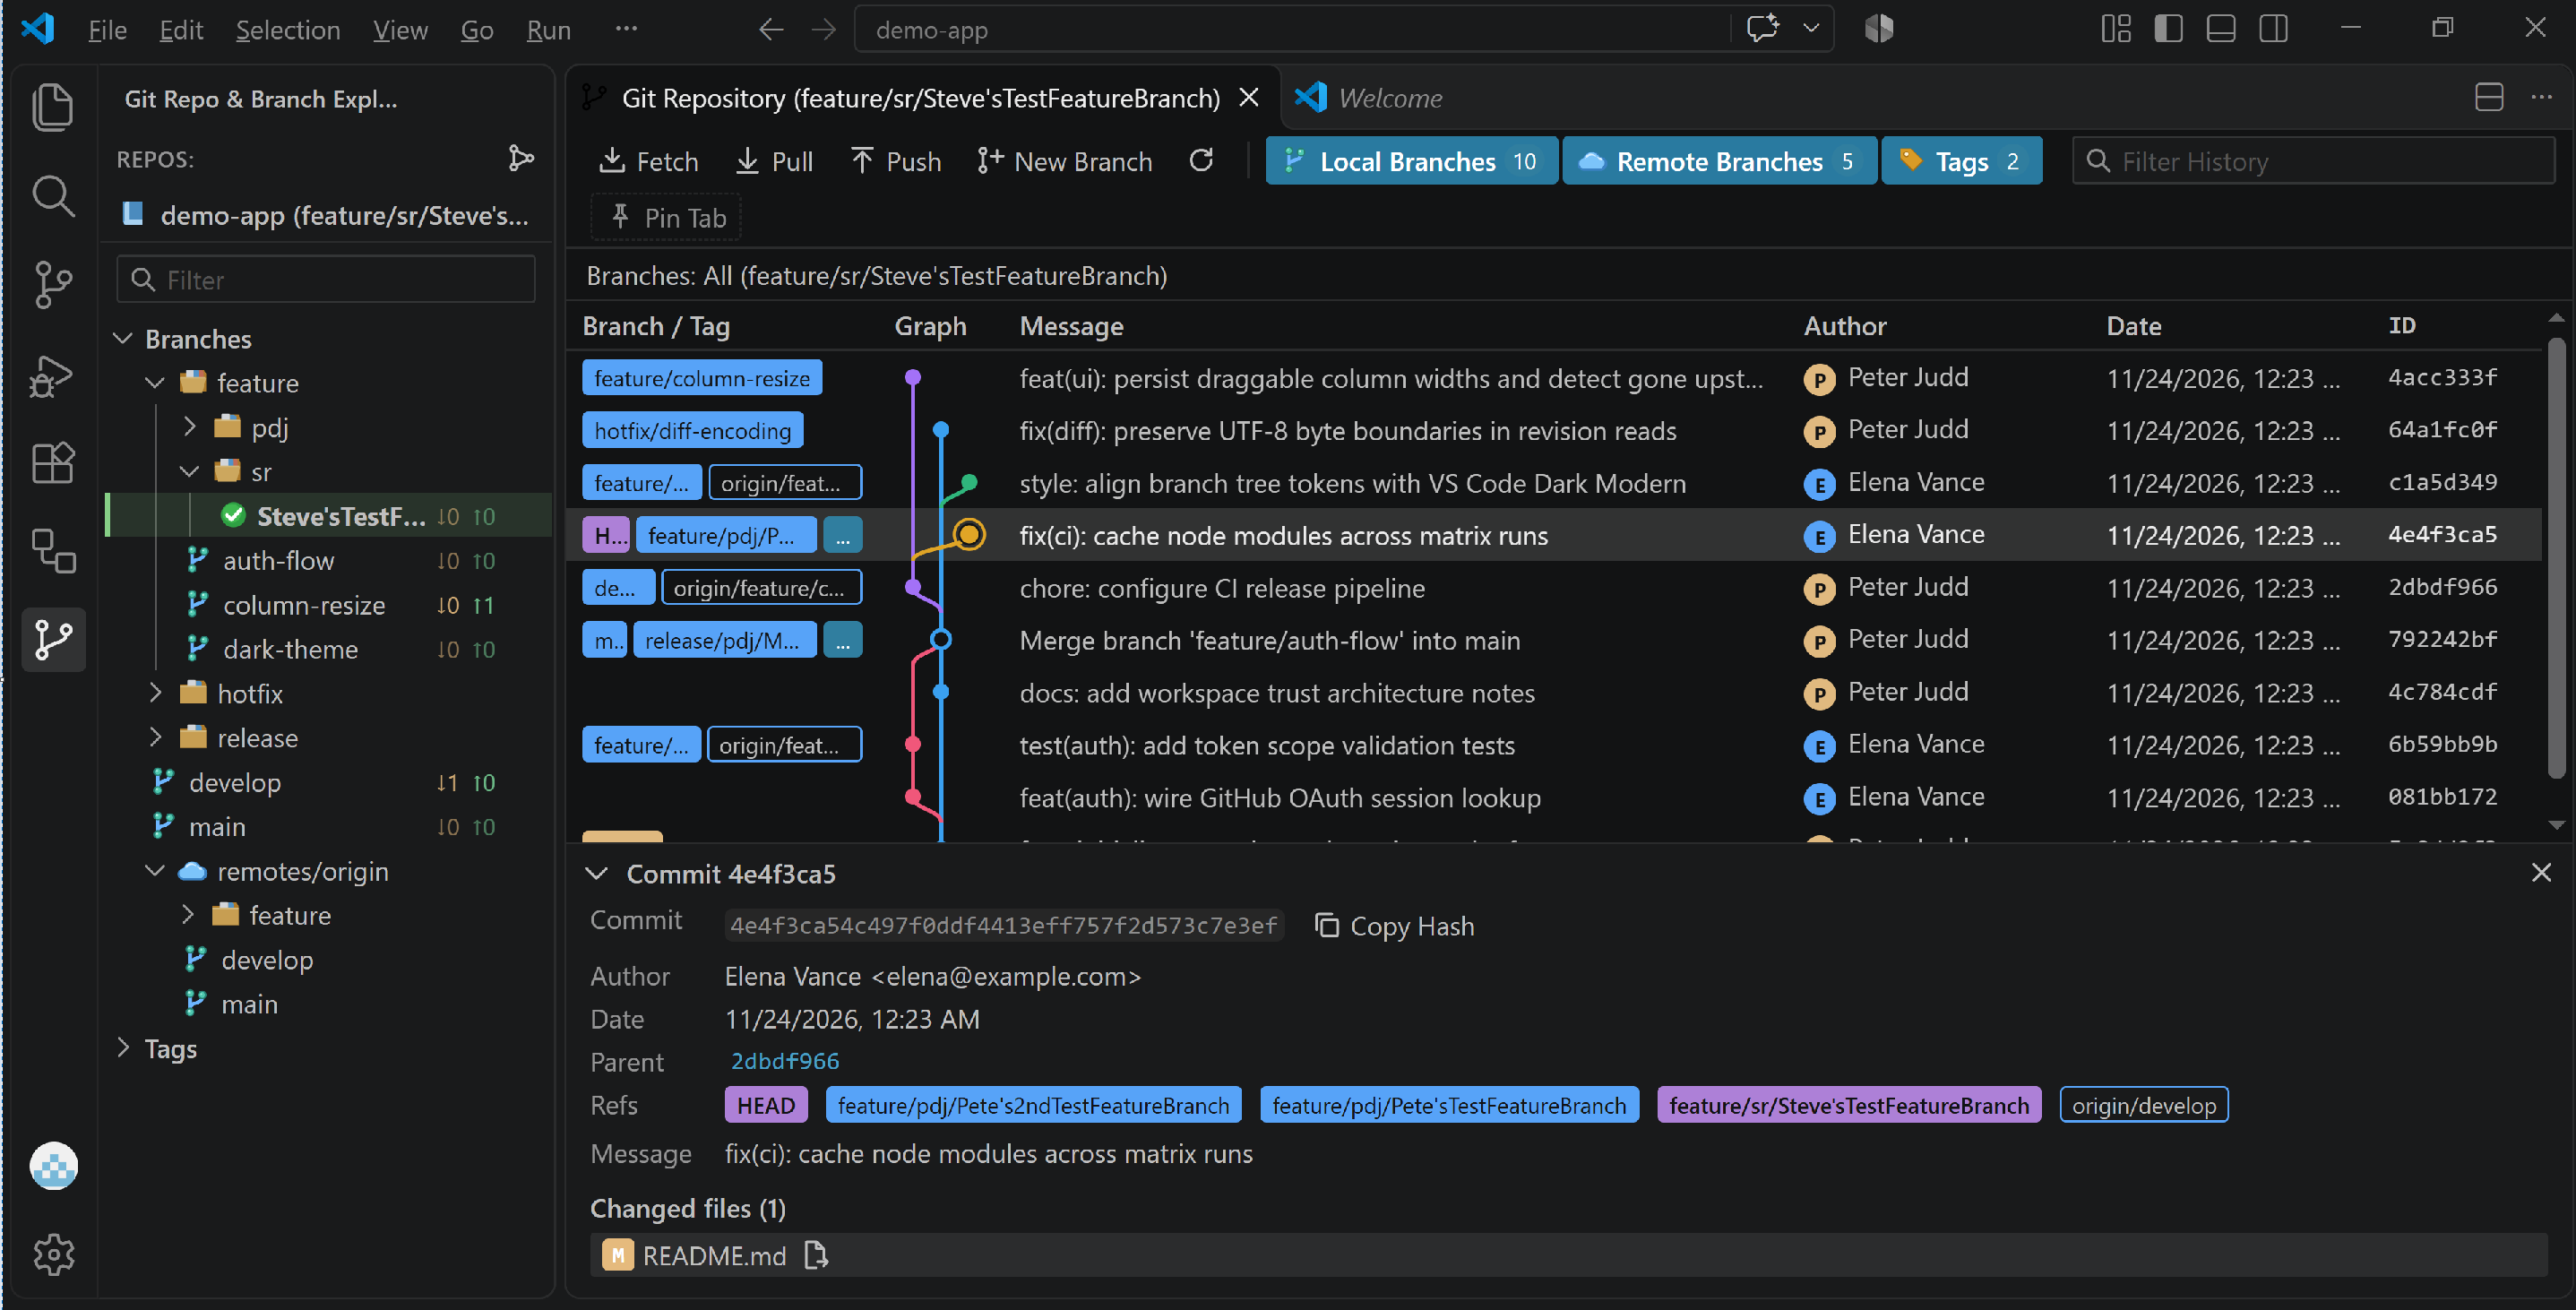 File Edit Selection View Go Run ··· demo-app
Git Repo & Branch Expl...
REPOS:
demo-app (feature/sr/Steve's...
Filter
Branches
feature
pdj
sr
Steve'sTestF... ↓0 ↑0
auth-flow ↓0 ↑0
column-resize ↓0 ↑1
dark-theme ↓0 ↑0
hotfix
release
develop ↓1 ↑0
main ↓0 ↑0
remotes/origin
feature
develop
main
Tags
Git Repository (feature/sr/Steve'sTestFeatureBranch) Welcome
Fetch Pull Push New Branch Local Branches 10 Remote Branches 5 Tags 2 Filter History
Pin Tab
Branches: All (feature/sr/Steve'sTestFeatureBranch)
Branch / Tag Graph Message Author Date ID
feature/column-resize feat(ui): persist draggable column widths and detect gone upst... P Peter Judd 11/24/2026, 12:23 ... 4acc333f
hotfix/diff-encoding fix(diff): preserve UTF-8 byte boundaries in revision reads P Peter Judd 11/24/2026, 12:23 ... 64a1fc0f
feature/... origin/feat... style: align branch tree tokens with VS Code Dark Modern E Elena Vance 11/24/2026, 12:23 ... c1a5d349
H... feature/pdj/P... ... fix(ci): cache node modules across matrix runs E Elena Vance 11/24/2026, 12:23 ... 4e4f3ca5
de... origin/feature/c... chore: configure CI release pipeline P Peter Judd 11/24/2026, 12:23 ... 2dbdf966
m.. release/pdj/M... ... Merge branch 'feature/auth-flow' into main P Peter Judd 11/24/2026, 12:23 ... 792242bf
docs: add workspace trust architecture notes P Peter Judd 11/24/2026, 12:23 ... 4c784cdf
feature/... origin/feat... test(auth): add token scope validation tests E Elena Vance 11/24/2026, 12:23 ... 6b59bb9b
feat(auth): wire GitHub OAuth session lookup E Elena Vance 11/24/2026, 12:23 ... 081bb172
Commit 4e4f3ca5
Commit 4e4f3ca54c497f0ddf4413eff757f2d573c7e3ef Copy Hash
Author Elena Vance <elena@example.com>
Date 11/24/2026, 12:23 AM
Parent 2dbdf966
Refs HEAD feature/pdj/Pete's2ndTestFeatureBranch feature/pdj/Pete'sTestFeatureBranch feature/sr/Steve'sTestFeatureBranch origin/develop
Message fix(ci): cache node modules across matrix runs
Changed files (1)
M README.md